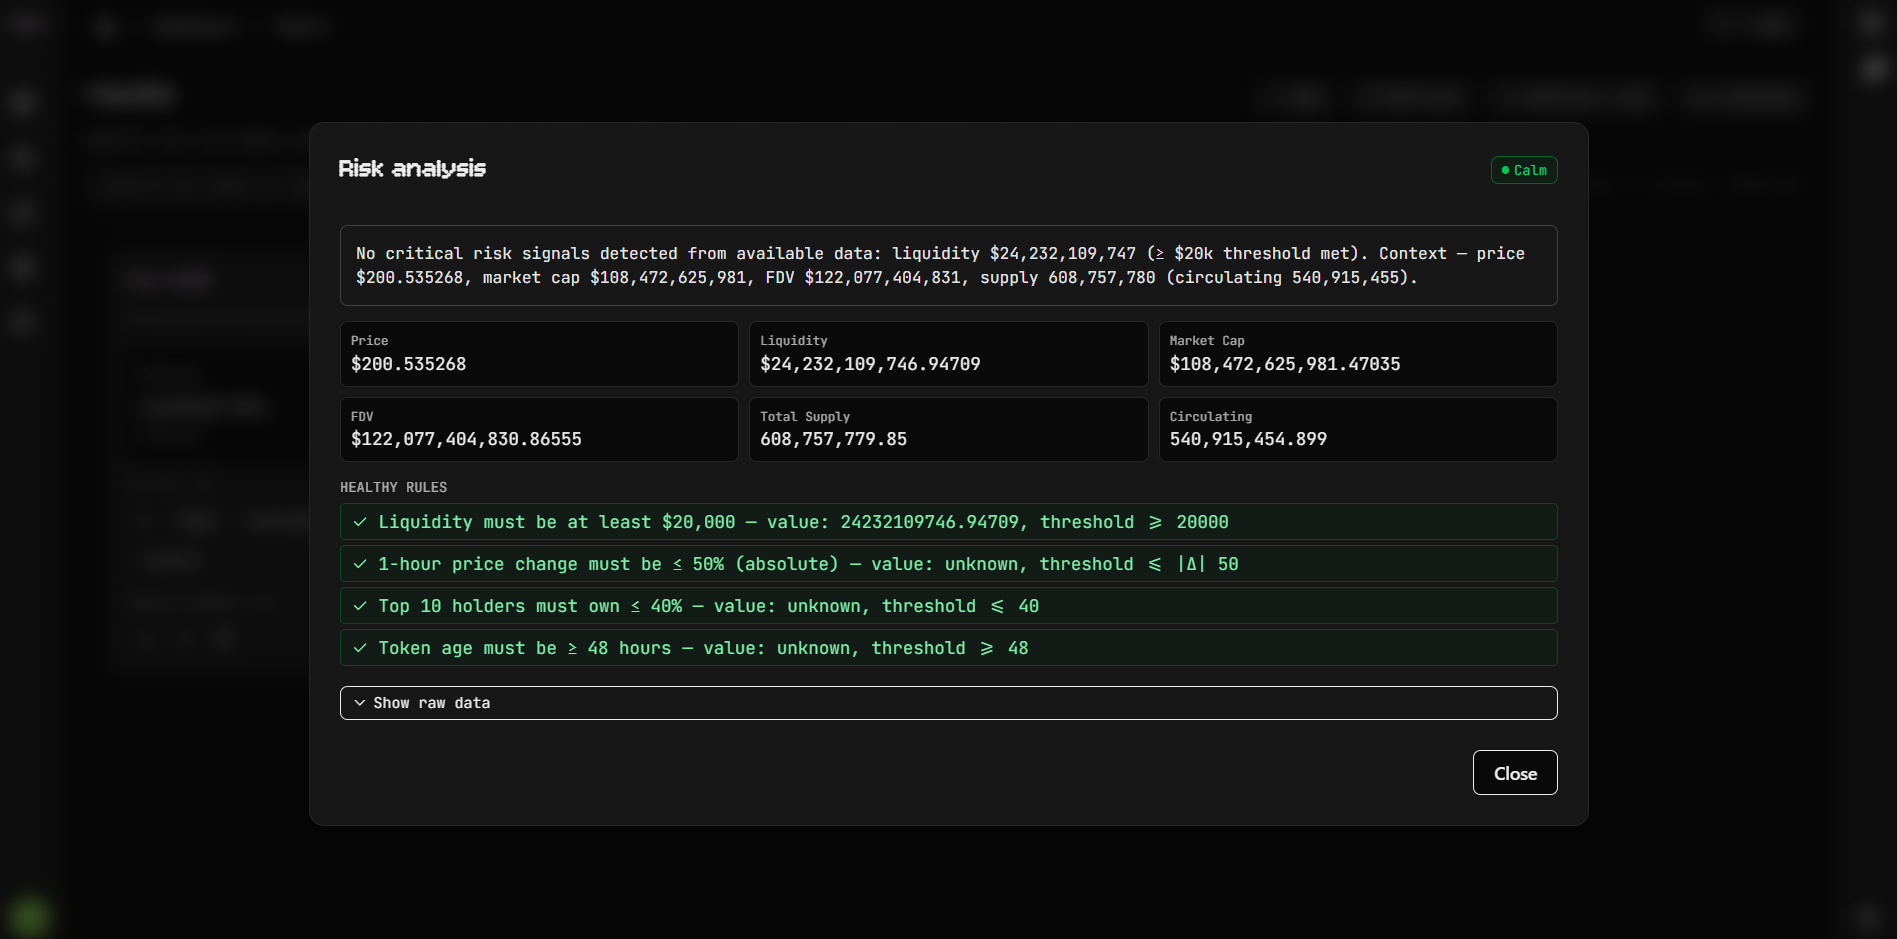 Risk analysis
Calm
No critical risk signals detected from available data: liquidity $24,232,109,747 (≥ $20k threshold met). Context — price
$200.535268, market cap $108,472,625,981, FDV $122,077,404,831, supply 608,757,780 (circulating 540,915,455).
Price
$200.535268
Liquidity
$24,232,109,746.94709
Market Cap
$108,472,625,981.47035
FDV
$122,077,404,830.86555
Total Supply
608,757,779.85
Circulating
540,915,454.899
HEALTHY RULES
Liquidity must be at least $20,000 — value: 24232109746.94709, threshold ≥ 20000
1-hour price change must be ≤ 50% (absolute) — value: unknown, threshold ≤ |Δ| 50
Top 10 holders must own ≤ 40% — value: unknown, threshold ≤ 40
Token age must be ≥ 48 hours — value: unknown, threshold ≥ 48
Show raw data
Close